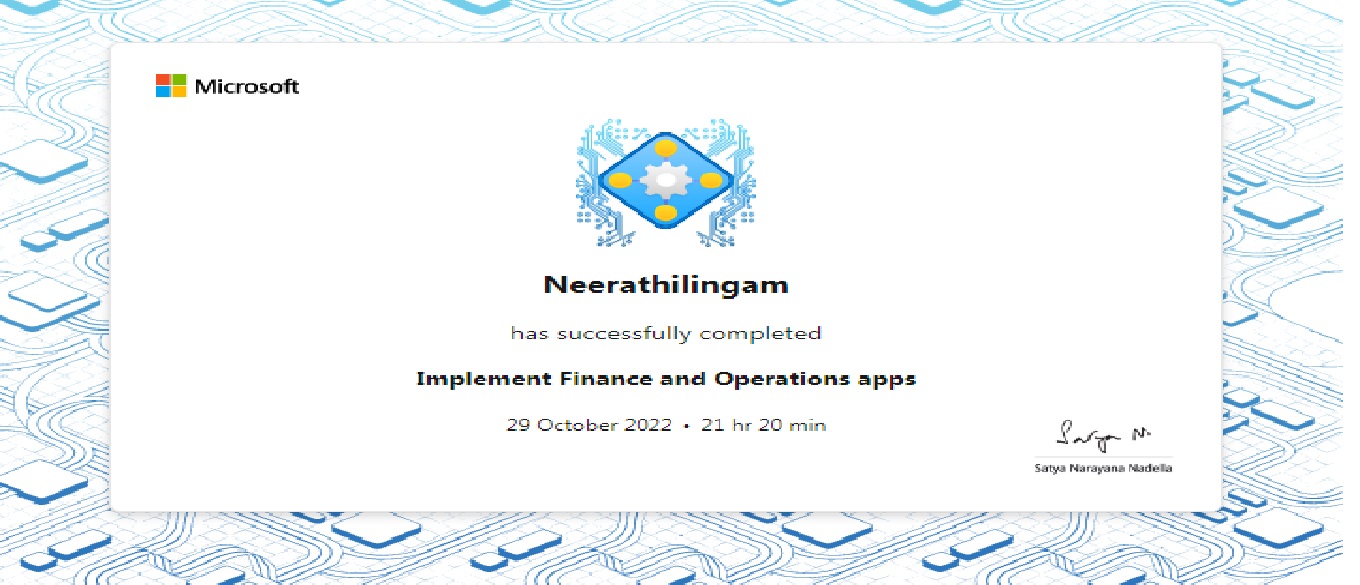 Microsoft
Neerathilingam
has successfully completed
Implement Finance and Operations apps
29 October 2022 • 21 hr 20 min
Satya N.
Satya Narayana Nadella